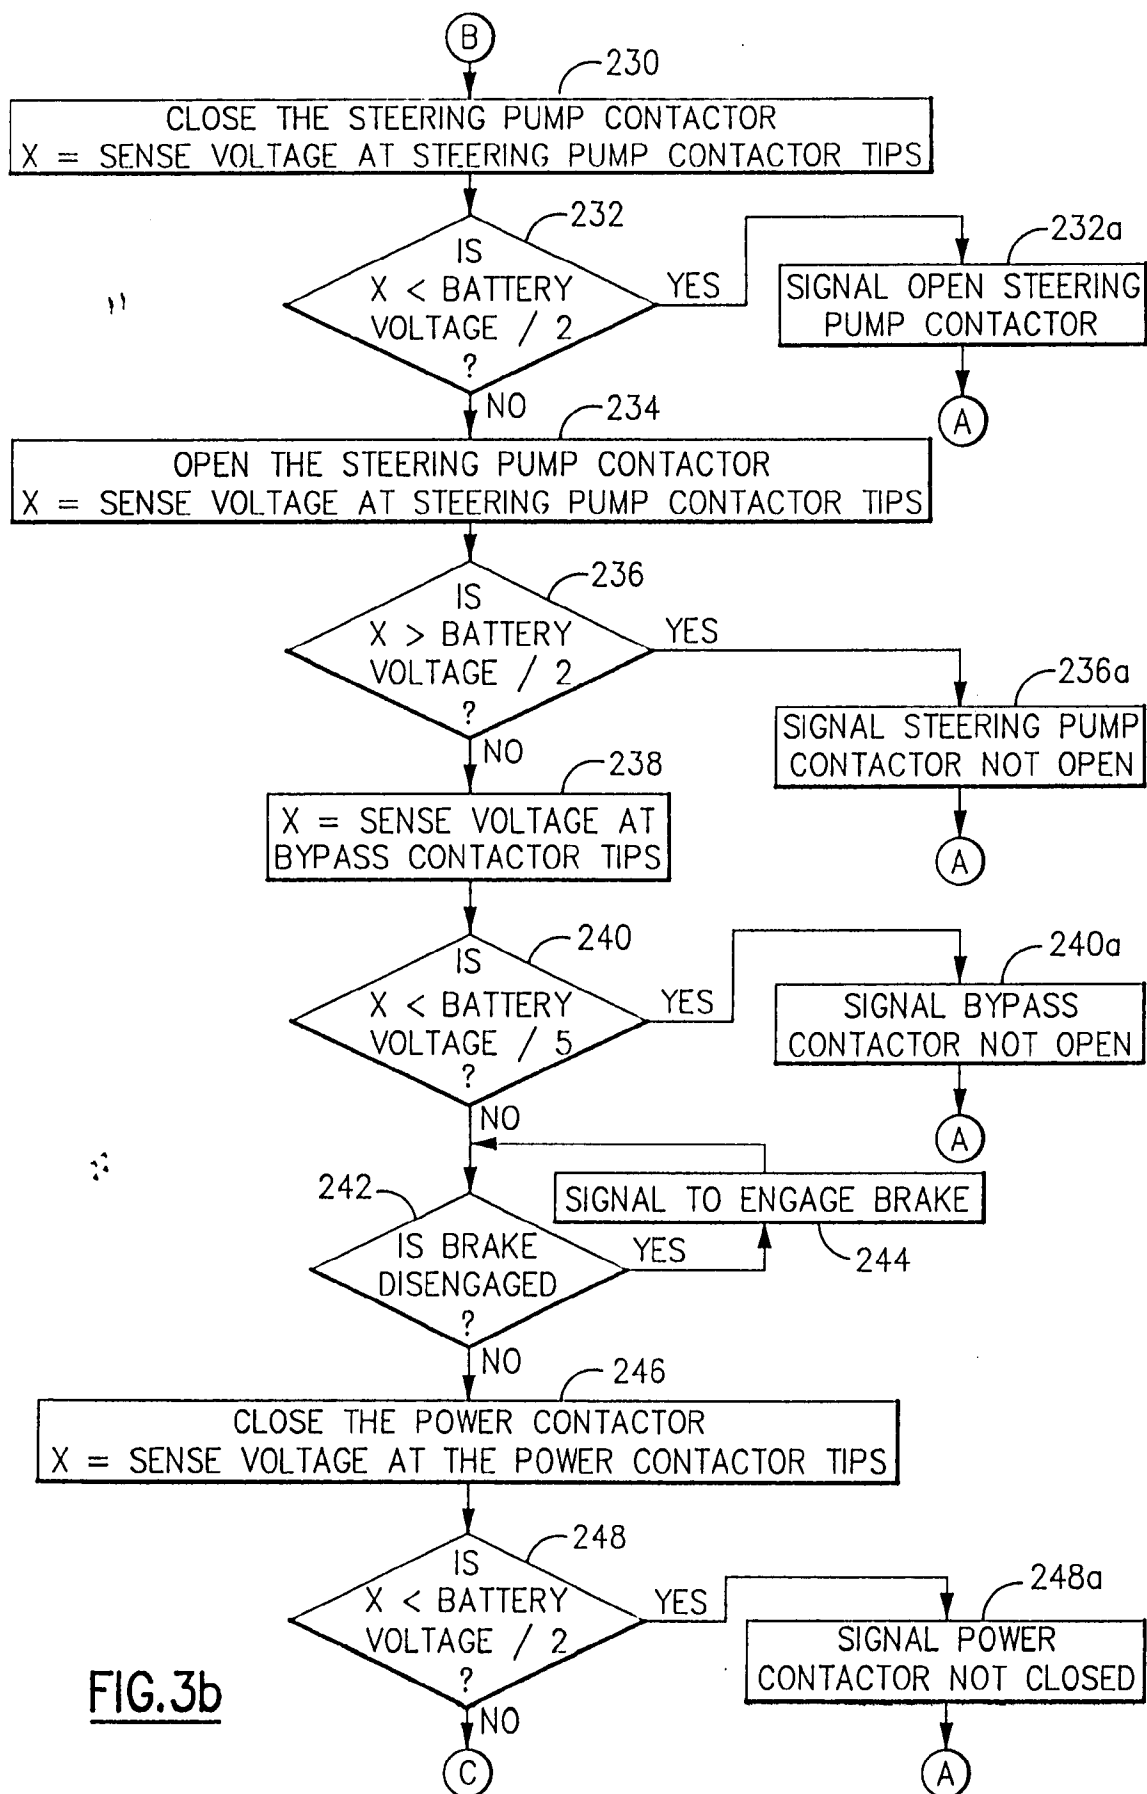 B
230
CLOSE THE STEERING PUMP CONTACTOR
X = SENSE VOLTAGE AT STEERING PUMP CONTACTOR TIPS
232
IS
X < BATTERY
VOLTAGE / 2
?
YES
232a
SIGNAL OPEN STEERING
PUMP CONTACTOR
A
NO
234
OPEN THE STEERING PUMP CONTACTOR
X = SENSE VOLTAGE AT STEERING PUMP CONTACTOR TIPS
236
IS
X > BATTERY
VOLTAGE / 2
?
YES
236a
SIGNAL STEERING PUMP
CONTACTOR NOT OPEN
A
NO
238
X = SENSE VOLTAGE AT
BYPASS CONTACTOR TIPS
240
IS
X < BATTERY
VOLTAGE / 5
?
YES
240a
SIGNAL BYPASS
CONTACTOR NOT OPEN
A
NO
242
IS BRAKE
DISENGAGED
?
YES
SIGNAL TO ENGAGE BRAKE
244
NO
246
CLOSE THE POWER CONTACTOR
X = SENSE VOLTAGE AT THE POWER CONTACTOR TIPS
248
IS
X < BATTERY
VOLTAGE / 2
?
YES
248a
SIGNAL POWER
CONTACTOR NOT CLOSED
A
NO
C
FIG.3b